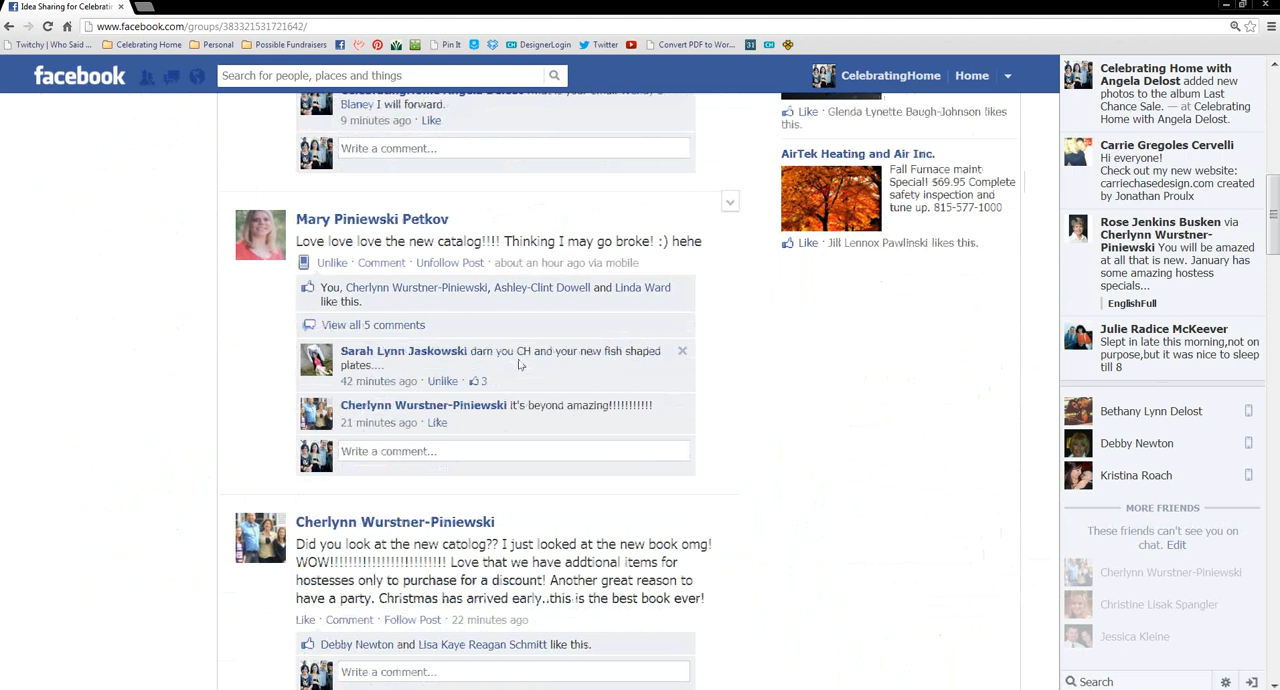 Idea Sharing for Celebrati
www.facebook.com/groups/383321531721642/
Twitchy | Who Said ... Celebrating Home Personal Possible Fundraisers Pin It DesignerLogin Twitter Convert PDF to Wor... 31
facebook
Search for people, places and things
CelebratingHome Home
Blaney I will forward.
9 minutes ago · Like
Write a comment...
Mary Piniewski Petkov
Love love love the new catalog!!!! Thinking I may go broke! :) hehe
Unlike · Comment · Unfollow Post · about an hour ago via mobile
You, Cherlynn Wurstner-Piniewski, Ashley-Clint Dowell and Linda Ward
like this.
View all 5 comments
Sarah Lynn Jaskowski darn you CH and your new fish shaped
plates....
42 minutes ago · Unlike · 3
Cherlynn Wurstner-Piniewski it's beyond amazing!!!!!!!!!!!
21 minutes ago · Like
Write a comment...
Cherlynn Wurstner-Piniewski
Did you look at the new catolog?? I just looked at the new book omg!
WOW!!!!!!!!!!!!!!!!!!!!!!!!! Love that we have addtional items for
hostesses only to purchase for a discount! Another great reason to
have a party. Christmas has arrived early..this is the best book ever!
Like · Comment · Follow Post · 22 minutes ago
Debby Newton and Lisa Kaye Reagan Schmitt like this.
Write a comment...
Like · Glenda Lynette Baugh-Johnson likes
this.
AirTek Heating and Air Inc.
Fall Furnace maint
Special! $69.95 Complete
safety inspection and
tune up. 815-577-1000
Like · Jill Lennox Pawlinski likes this.
Celebrating Home with
Angela Delost added new
photos to the album Last
Chance Sale. — at Celebrating
Home with Angela Delost.
Carrie Gregoles Cervelli
Hi everyone!
Check out my new website:
carriechasedesign.com created
by Jonathan Proulx
Rose Jenkins Busken via
Cherlynn Wurstner-
Piniewski You will be amazed
at all that is new. January has
some amazing hostess
specials...
EnglishFull
Julie Radice McKeever
Slept in late this morning,not on
purpose,but it was nice to sleep
till 8
Bethany Lynn Delost
Debby Newton
Kristina Roach
MORE FRIENDS
These friends can't see you on
chat. Edit
Cherlynn Wurstner-Piniewski
Christine Lisak Spangler
Jessica Kleine
Search